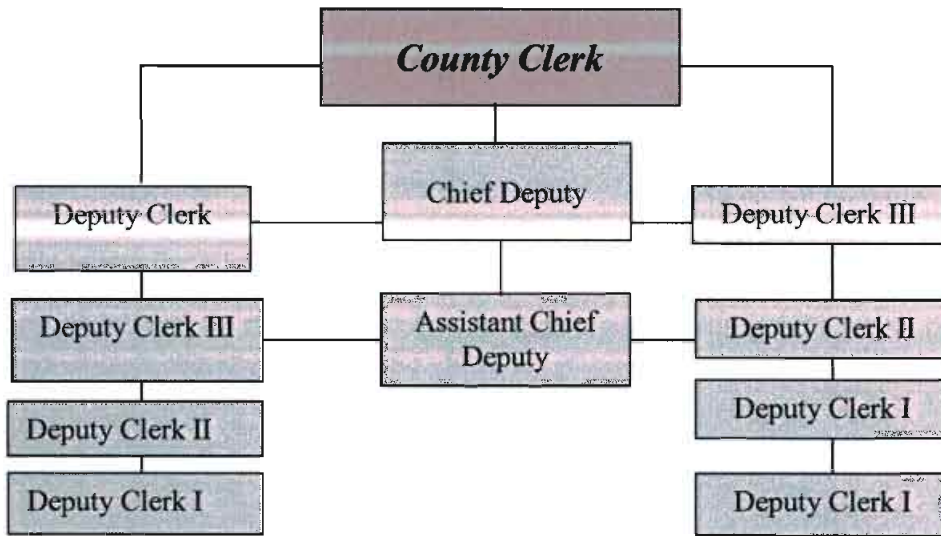 County Clerk
Chief Deputy
Deputy Clerk
Deputy Clerk III
Deputy Clerk III
Assistant Chief
Deputy
Deputy Clerk II
Deputy Clerk II
Deputy Clerk I
Deputy Clerk I
Deputy Clerk I